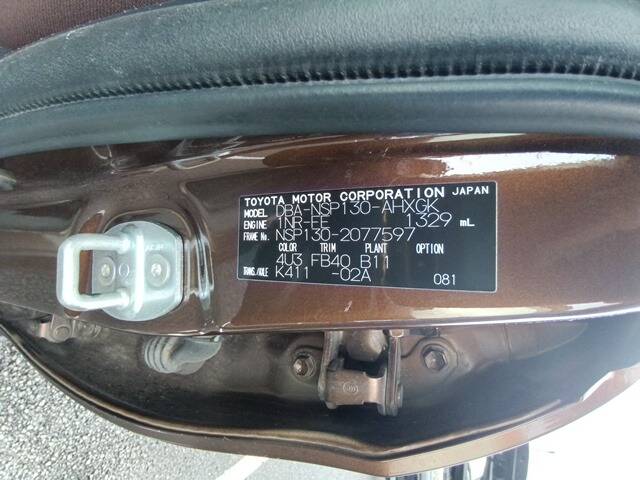 TOYOTA MOTOR CORPORATION JAPAN
MODEL DBA-NSP130-AHXGK
ENGINE 1NR-FE 1329 mL
FRAME No. NSP130-2077597
COLOR TRIM PLANT OPTION
4U3 FB40 B11
TRANS./AXLE K411 -02A
081